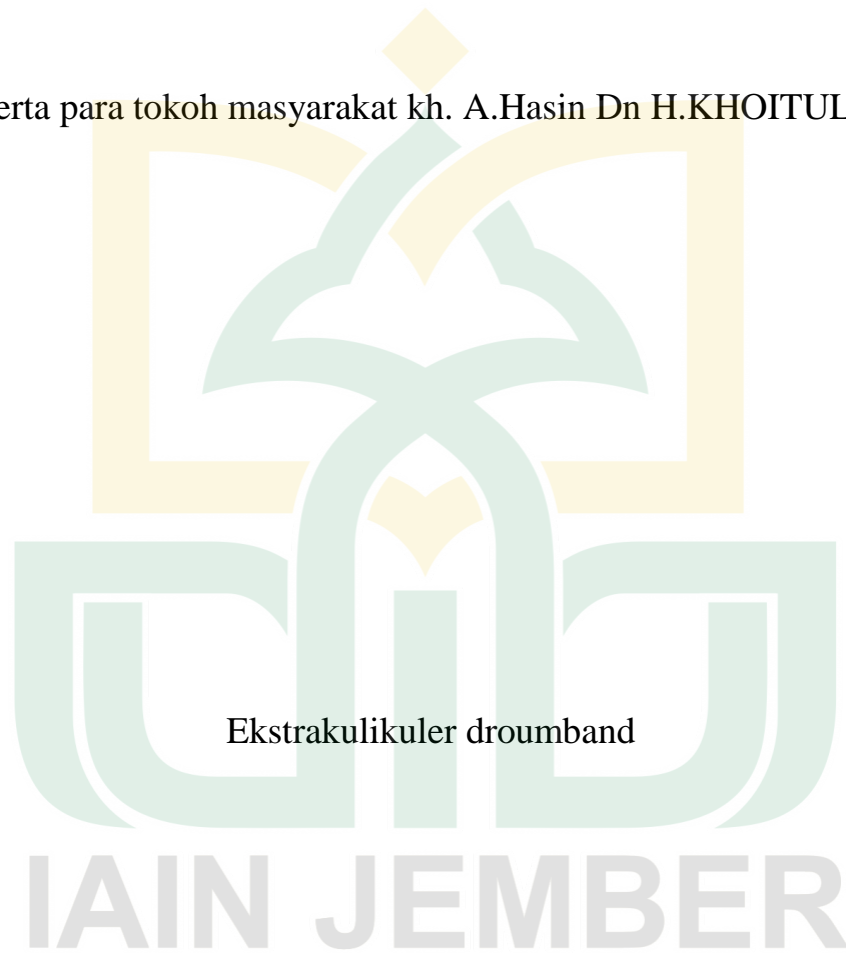 erta para tokoh masyarakat kh. A.Hasin Dn H.KHOITUL
Ekstrakulikuler droumband
IAIN JEMBER